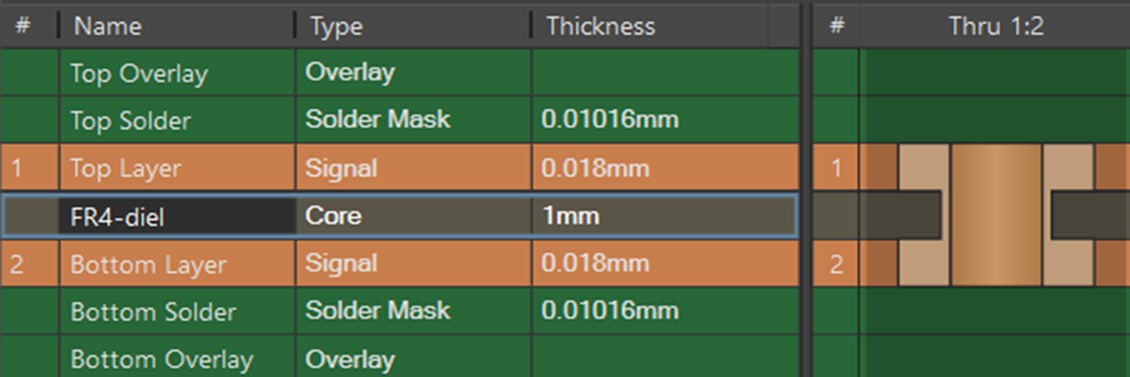 # Name Type Thickness # Thru 1:2
Top Overlay Overlay
Top Solder Solder Mask 0.01016mm
1 Top Layer Signal 0.018mm 1
FR4-diel Core 1mm
2 Bottom Layer Signal 0.018mm 2
Bottom Solder Solder Mask 0.01016mm
Bottom Overlay Overlay